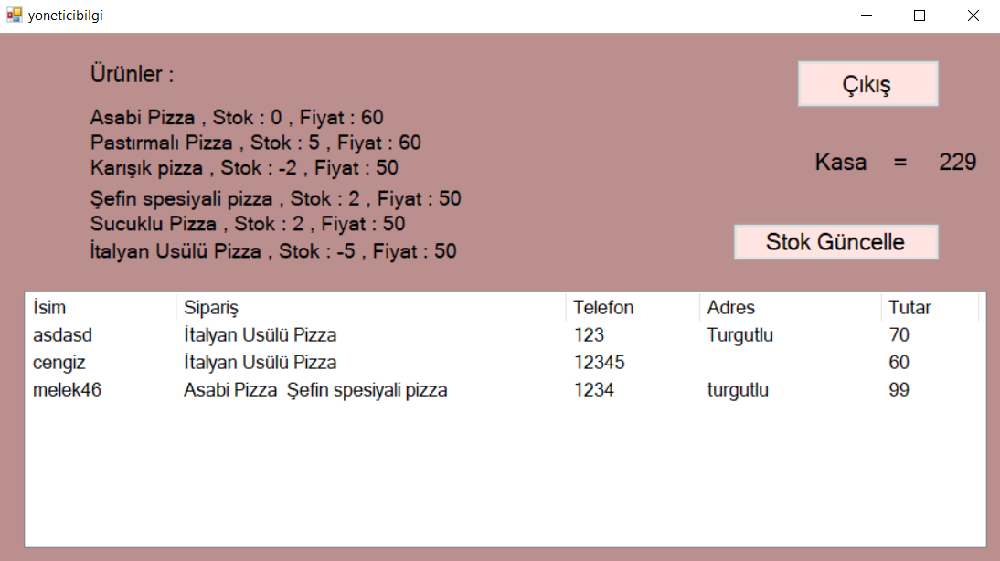 yoneticibilgi
Ürünler :
Çıkış
Asabi Pizza , Stok : 0 , Fiyat : 60
Pastırmalı Pizza , Stok : 5 , Fiyat : 60
Karışık pizza , Stok : -2 , Fiyat : 50
Kasa = 229
Şefin spesiyali pizza , Stok : 2 , Fiyat : 50
Sucuklu Pizza , Stok : 2 , Fiyat : 50
İtalyan Usülü Pizza , Stok : -5 , Fiyat : 50
Stok Güncelle
İsim Sipariş Telefon Adres Tutar
asdasd İtalyan Usülü Pizza 123 Turgutlu 70
cengiz İtalyan Usülü Pizza 12345 60
melek46 Asabi Pizza Şefin spesiyali pizza 1234 turgutlu 99